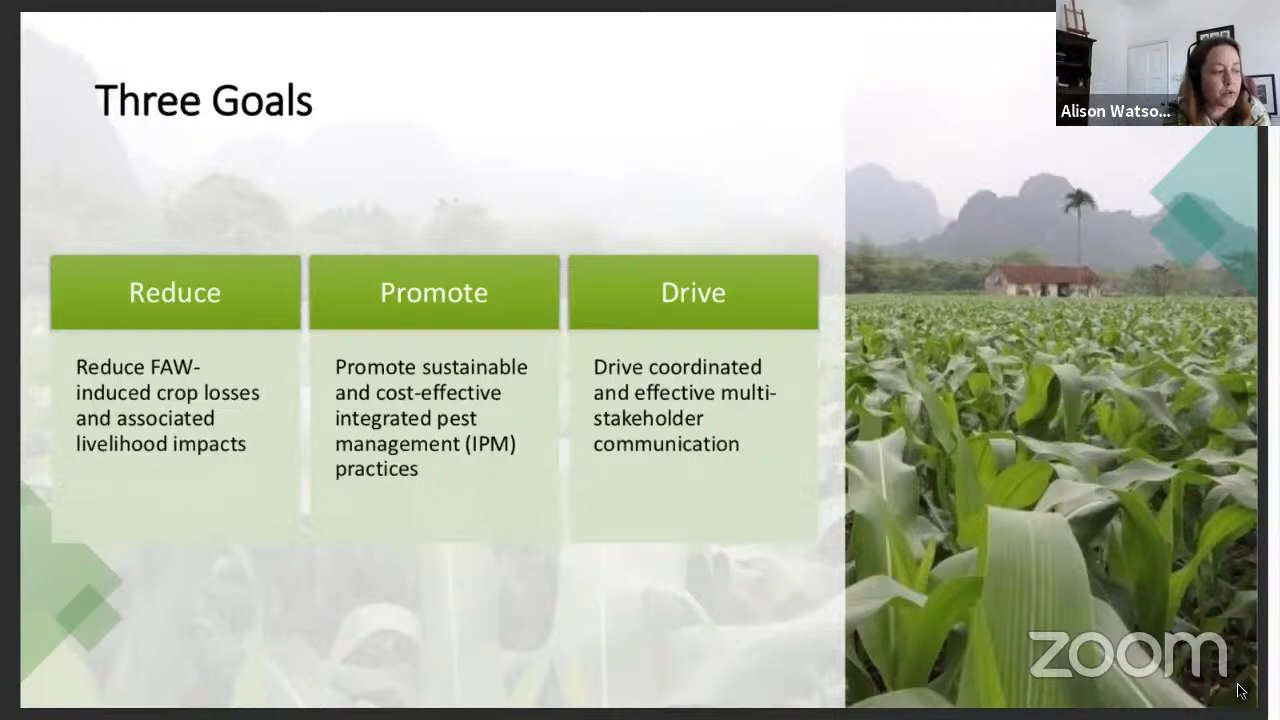 Three Goals
Alison Watso...
Reduce
Promote
Drive
Reduce FAW-
induced crop losses
and associated
livelihood impacts
Promote sustainable
and cost-effective
integrated pest
management (IPM)
practices
Drive coordinated
and effective multi-
stakeholder
communication
zoom